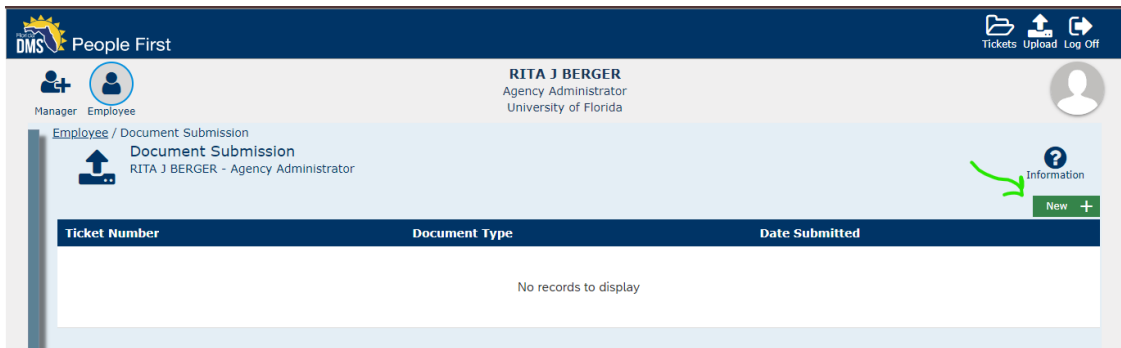 DMS People First
Tickets Upload Log Off
Manager Employee
RITA J BERGER
Agency Administrator
University of Florida
Employee / Document Submission
Document Submission
RITA J BERGER - Agency Administrator
Information
New +
Ticket Number Document Type Date Submitted
No records to display